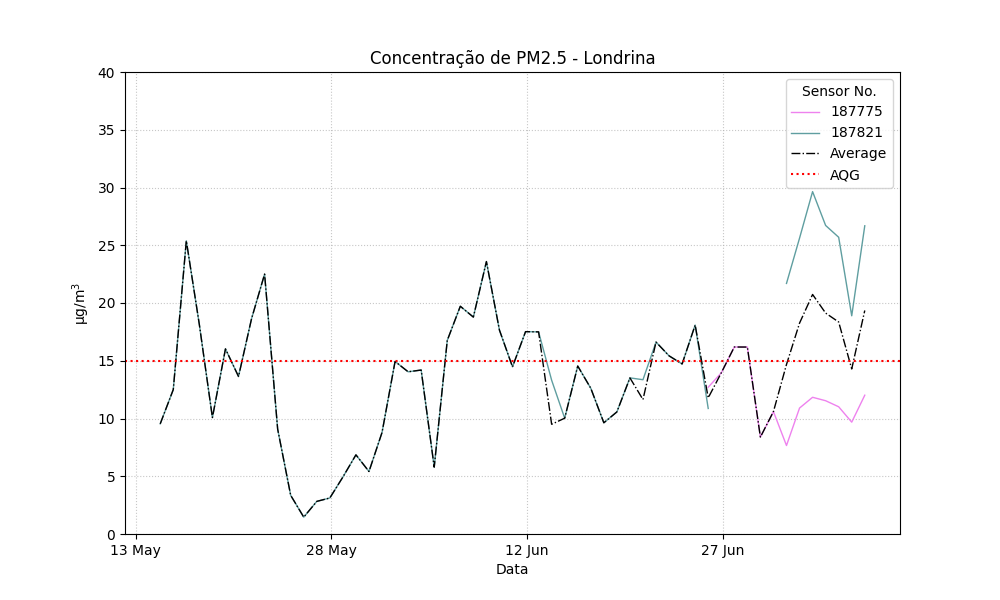 Concentração de PM2.5 - Londrina
Sensor No.
187775
187821
Average
AQG
40
35
30
25
20
15
10
5
0
µg/m³
13 May
28 May
12 Jun
27 Jun
Data